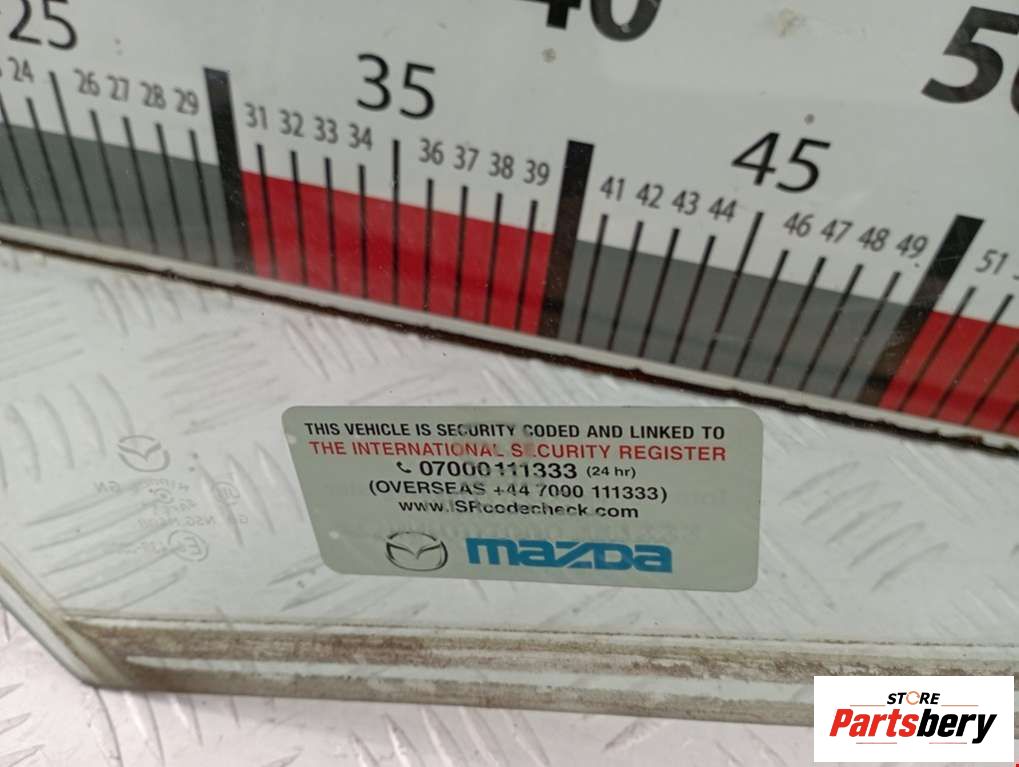 25
40
50
35
45
24 26 27 28 29 31 32 33 34 36 37 38 39 41 42 43 44 46 47 48 49 51
THIS VEHICLE IS SECURITY CODED AND LINKED TO
THE INTERNATIONAL SECURITY REGISTER
07000111333 (24 hr)
(OVERSEAS +44 7000 111333)
www.ISRcodecheck.com
mazDa
STORE
Partsbery